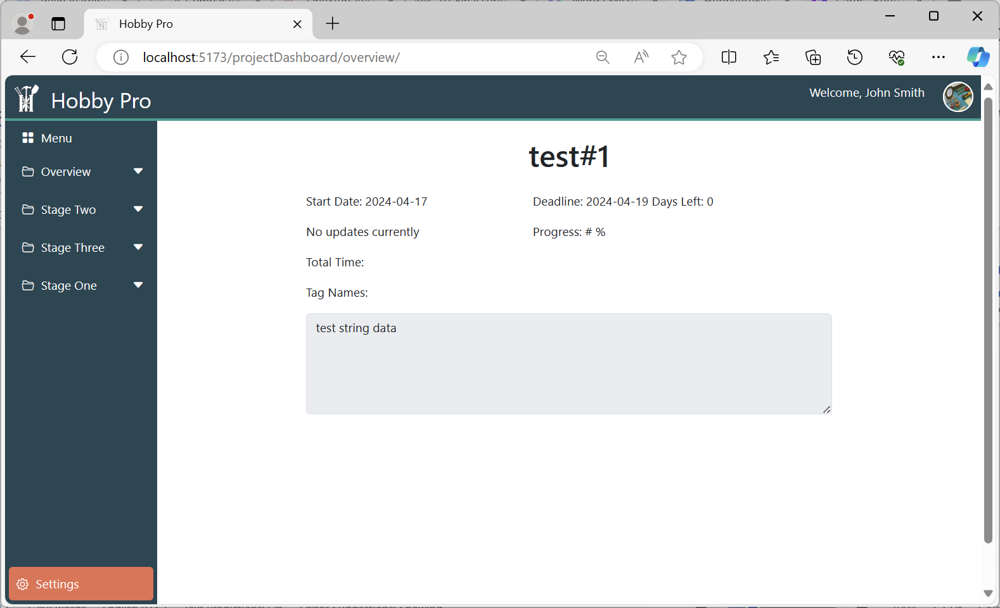 Hobby Pro
localhost:5173/projectDashboard/overview/
Hobby Pro
Welcome, John Smith
Menu
Overview
Stage Two
Stage Three
Stage One
Settings
test#1
Start Date: 2024-04-17
Deadline: 2024-04-19 Days Left: 0
No updates currently
Progress: # %
Total Time:
Tag Names:
test string data